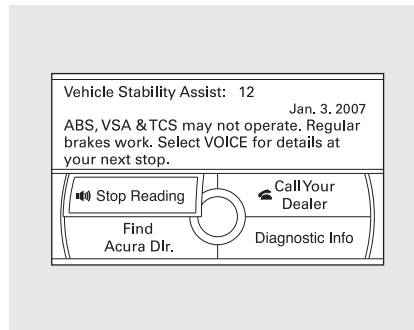 Vehicle Stability Assist: 12
Jan. 3. 2007
ABS, VSA & TCS may not operate. Regular
brakes work. Select VOICE for details at
your next stop.
Stop Reading
Call Your
Dealer
Find
Acura Dlr.
Diagnostic Info